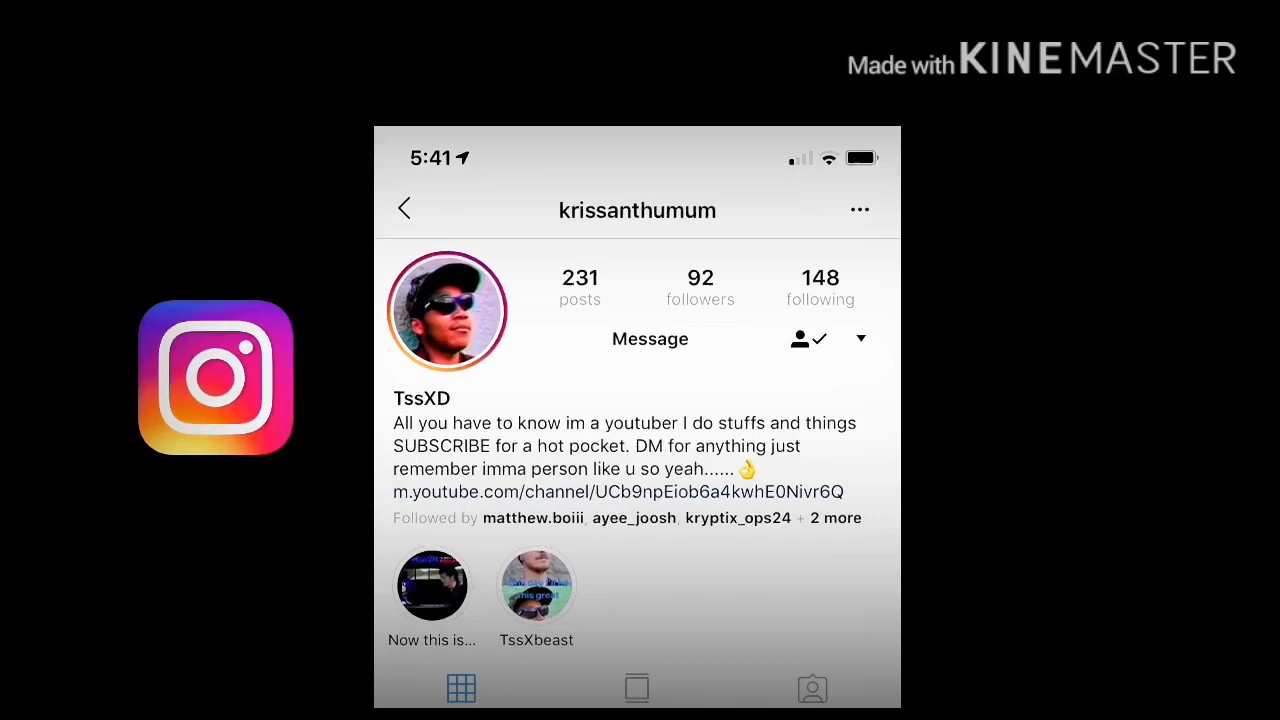 Made with KINEMASTER
5:41
krissanthumum
231 92 148
posts followers following
Message
TssXD
All you have to know im a youtuber I do stuffs and things
SUBSCRIBE for a hot pocket. DM for anything just
remember imma person like u so yeah......👌
m.youtube.com/channel/UCb9npEiob6a4kwhE0Nivr6Q
Followed by matthew.boiii, ayee_joosh, kryptix_ops24 + 2 more
this great
Now this is... TssXbeast